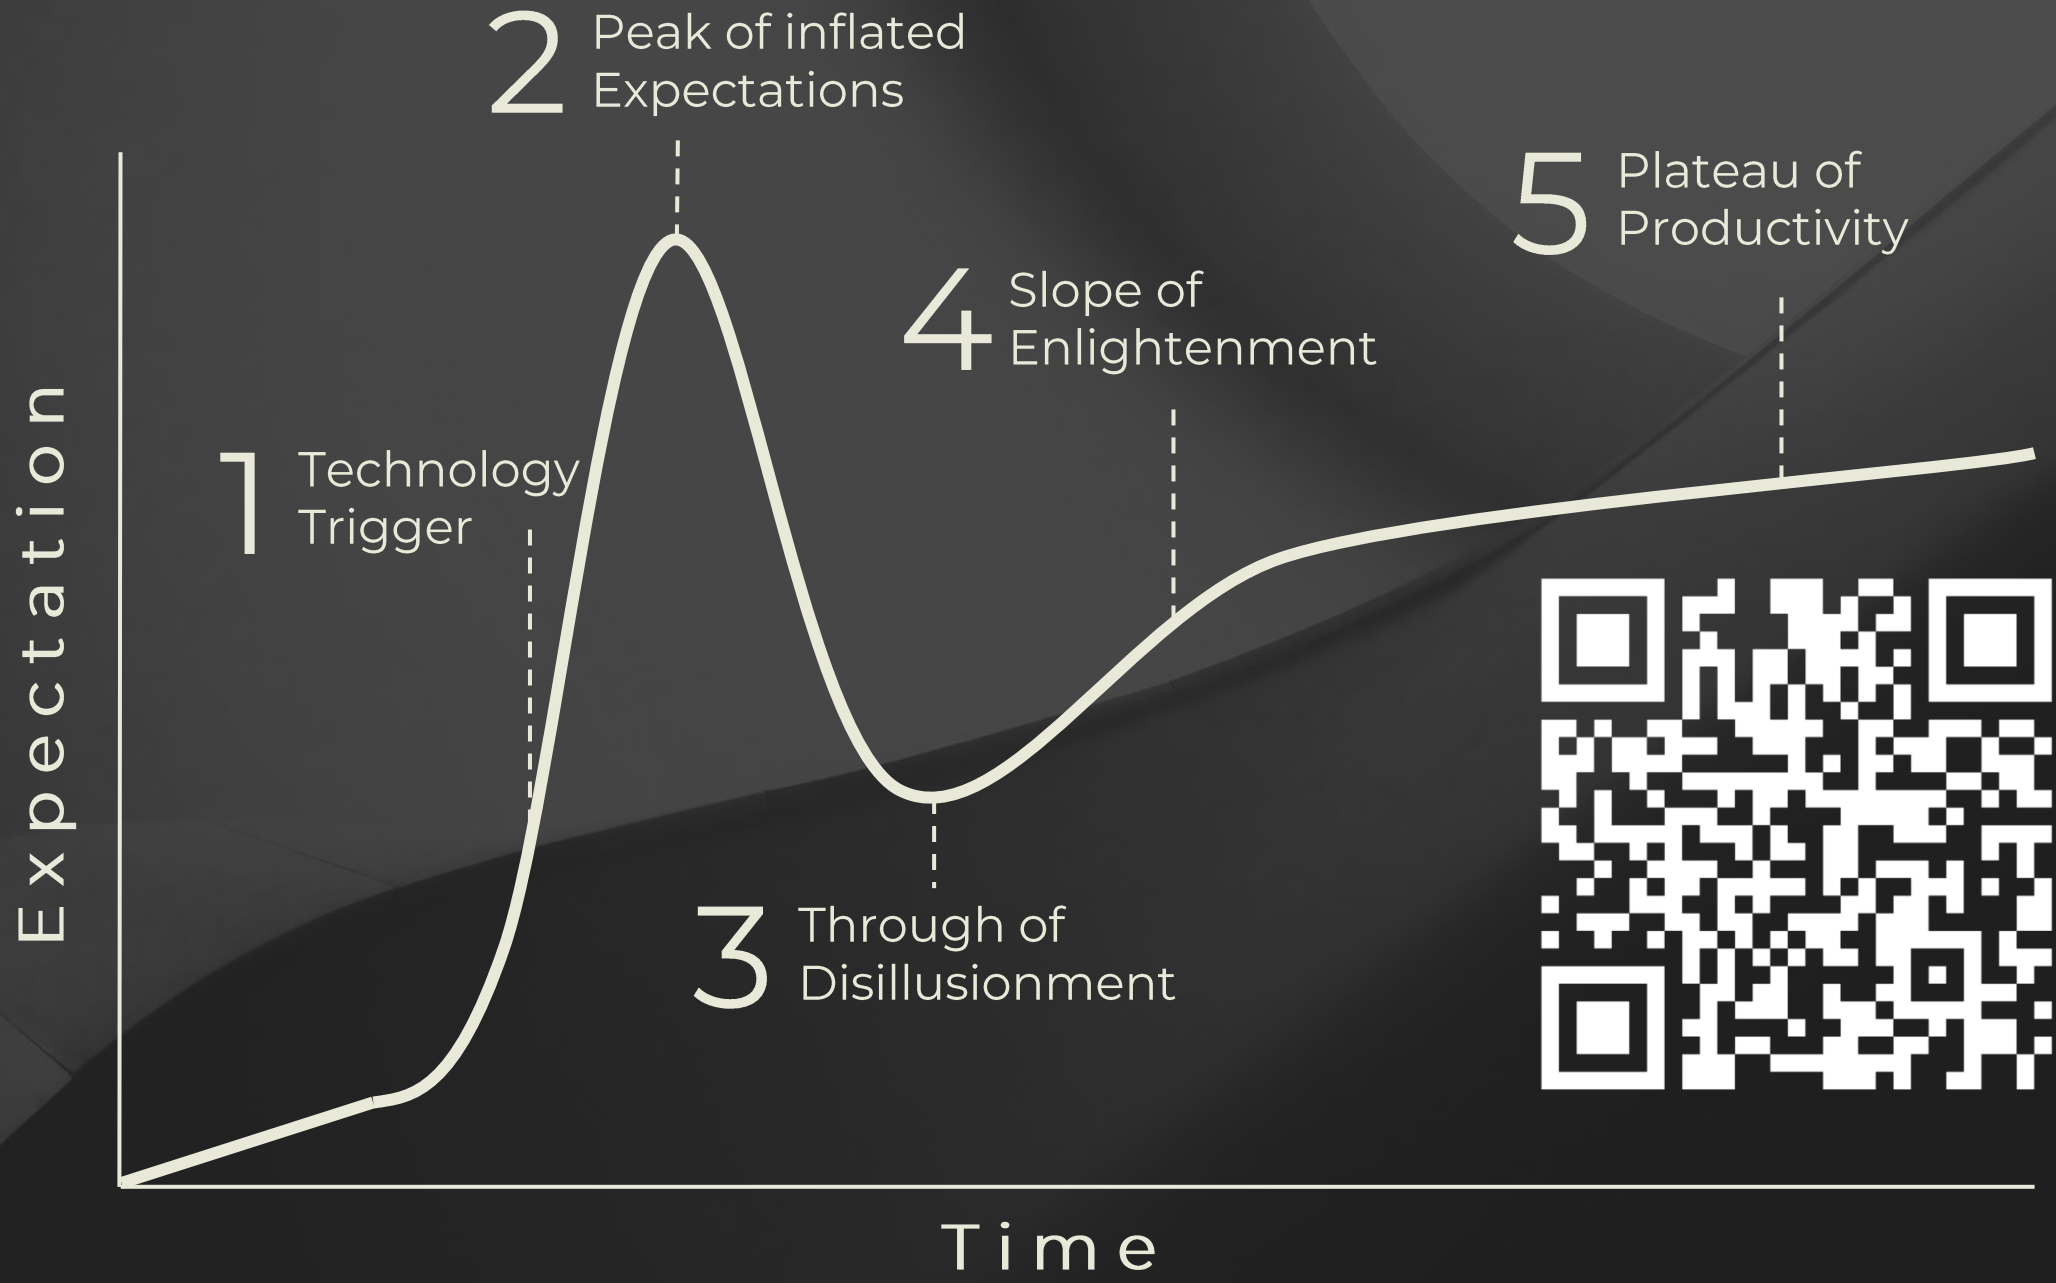 2
Peak of inflated
Expectations
5
Plateau of
Productivity
4
Slope of
Enlightenment
1
Technology
Trigger
Expectation
3
Through of
Disillusionment
Time